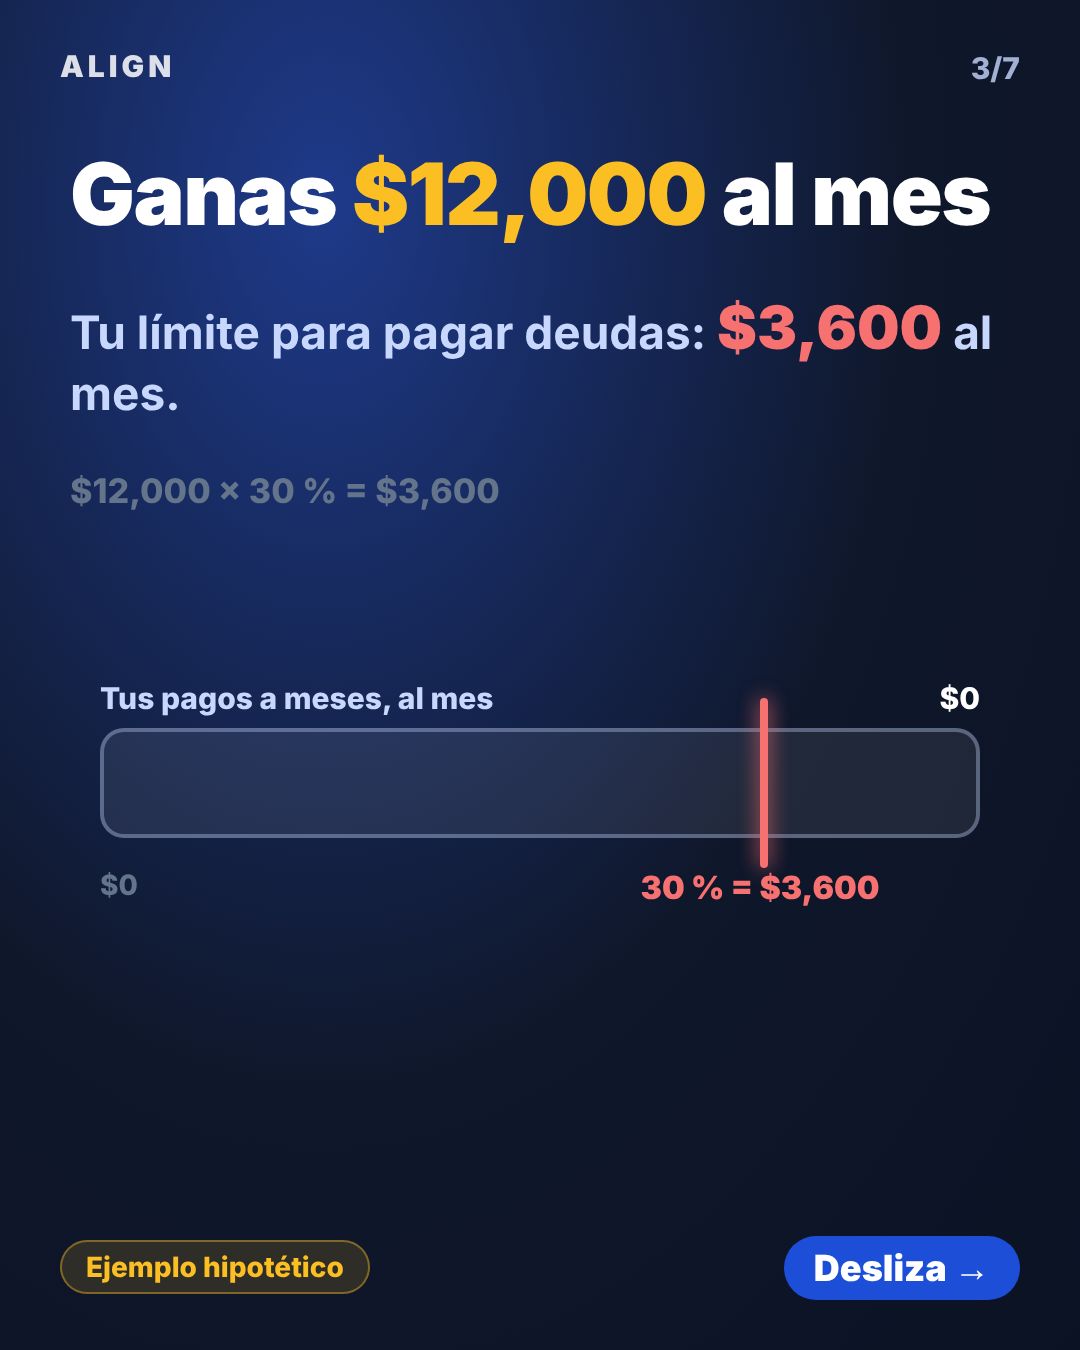 ALIGN
3/7
Ganas $12,000 al mes
Tu límite para pagar deudas: $3,600 al
mes.
$12,000 × 30 % = $3,600
Tus pagos a meses, al mes
$0
$0
30 % = $3,600
Ejemplo hipotético
Desliza →